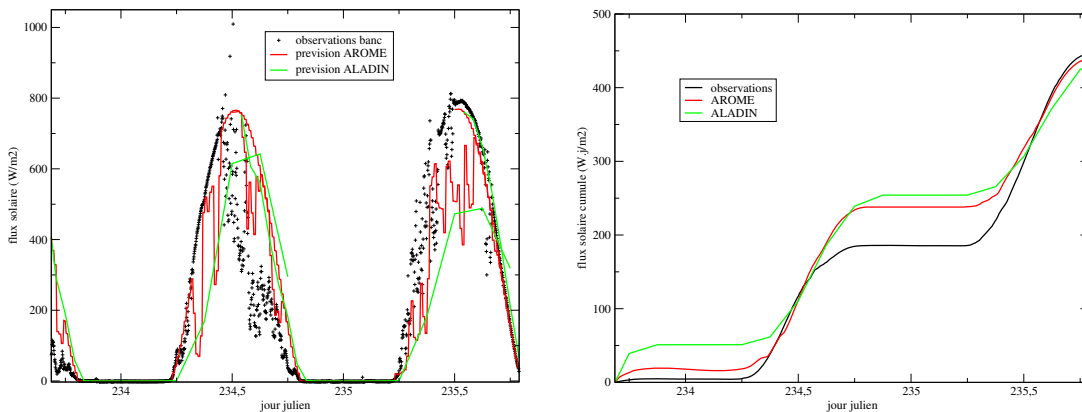 flux solaire (W/m2)
1000
800
600
400
200
0
observations banc
prevision AROME
prevision ALADIN
234
234,5
235
235,5
jour julien
flux solaire cumule (W.j/m2)
500
400
300
200
100
0
observations
AROME
ALADIN
234
234,5
235
235,5
jour julien